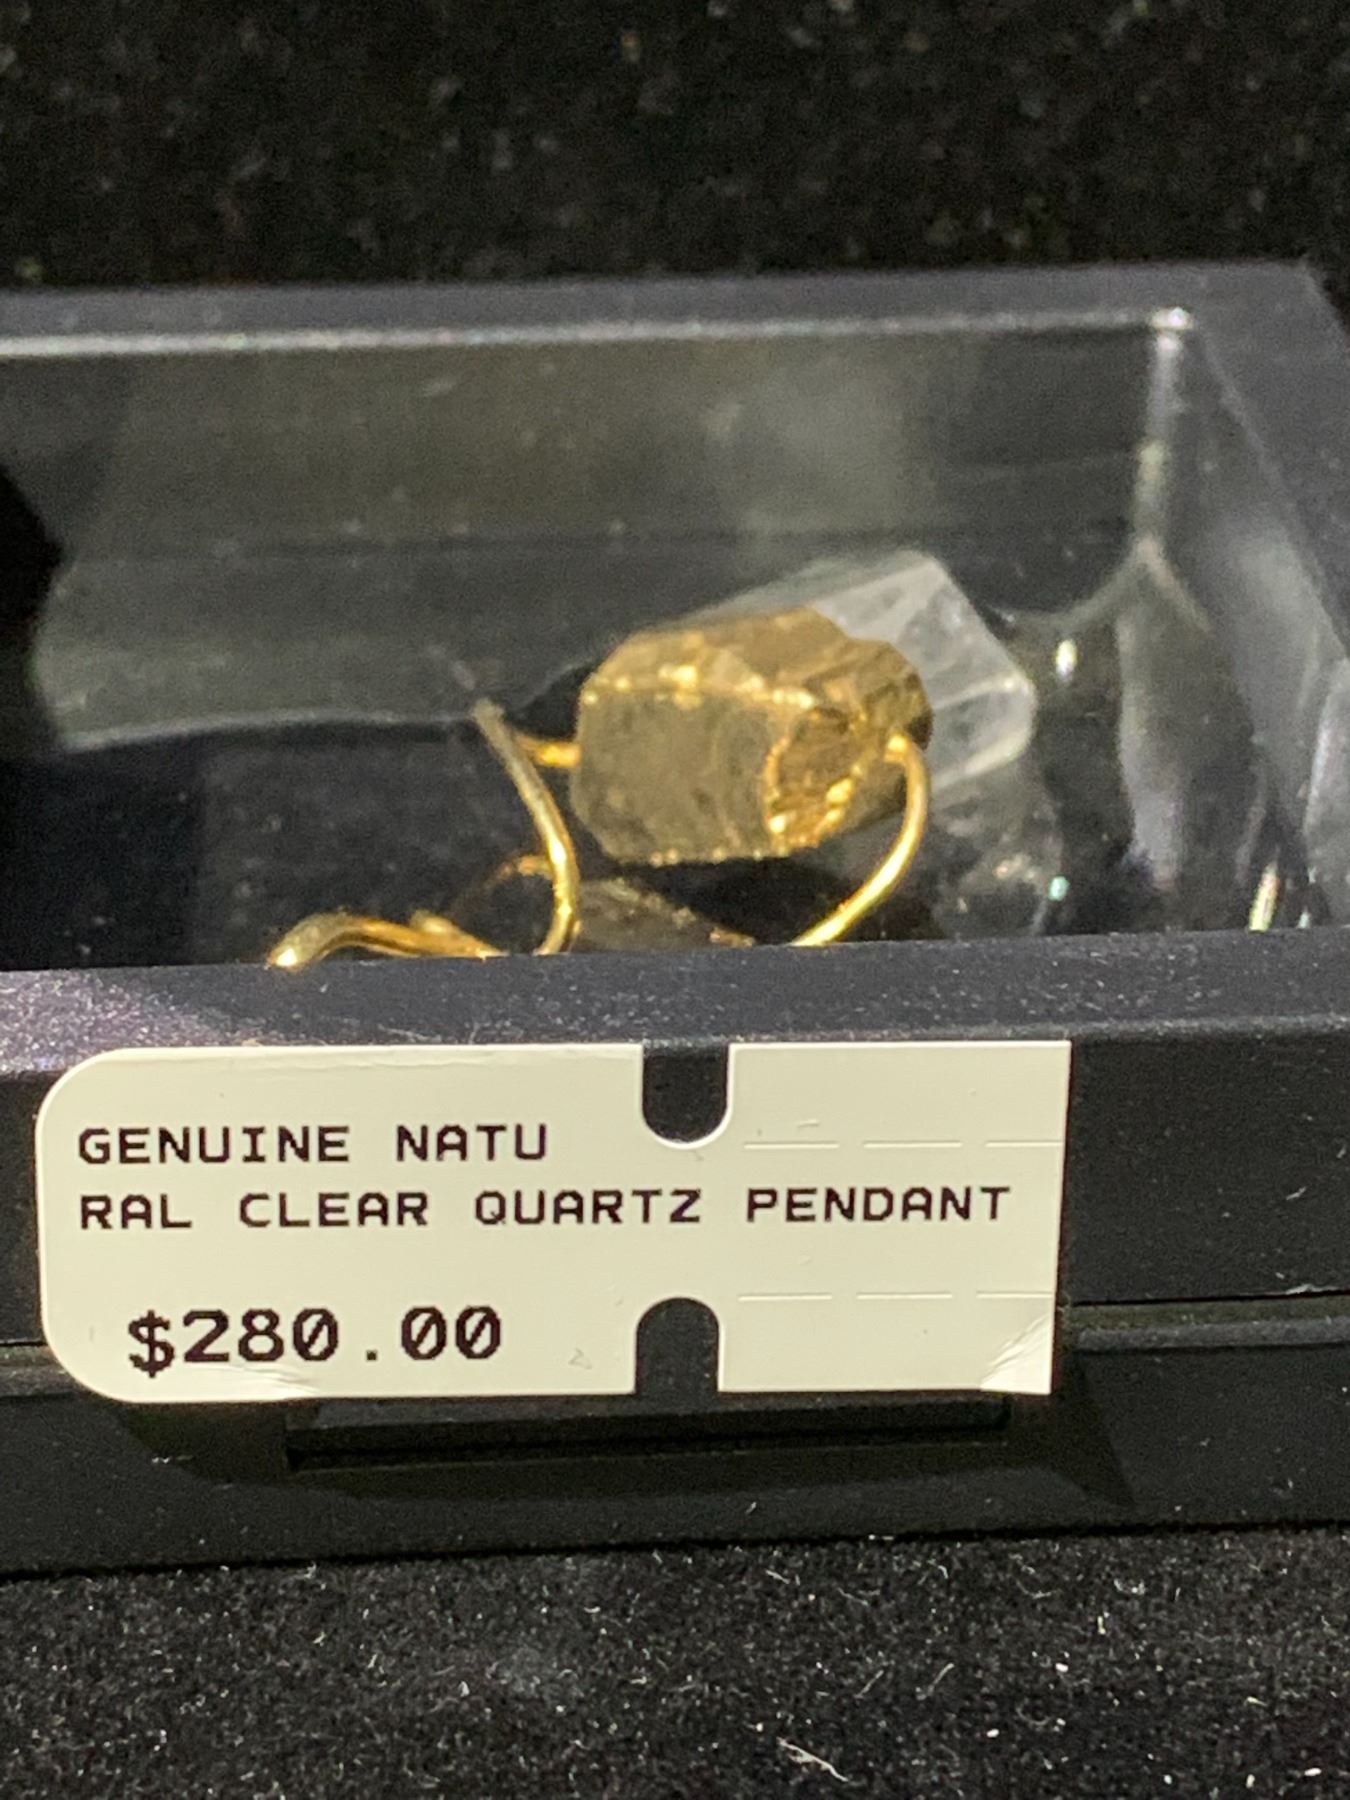 GENUINE NATU
RAL CLEAR QUARTZ PENDANT
$280.00